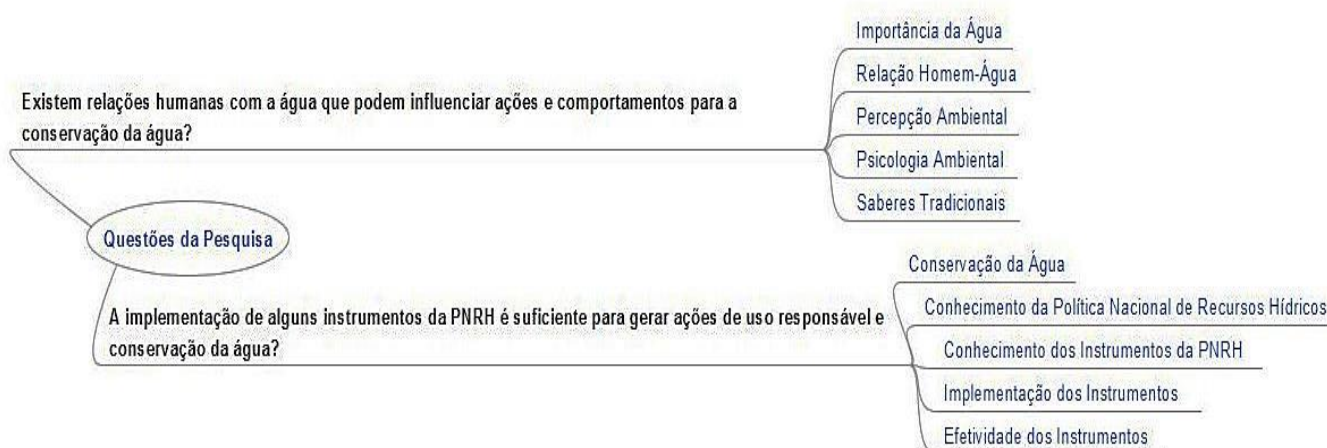 Importância da Água
Relação Homem-Água
Existem relações humanas com a água que podem influenciar ações e comportamentos para a
conservação da água?
Percepção Ambiental
Psicologia Ambiental
Saberes Tradicionais
Questões da Pesquisa
A implementação de alguns instrumentos da PNRH é suficiente para gerar ações de uso responsável e
conservação da água?
Conservação da Água
Conhecimento da Política Nacional de Recursos Hídricos
Conhecimento dos Instrumentos da PNRH
Implementação dos Instrumentos
Efetividade dos Instrumentos